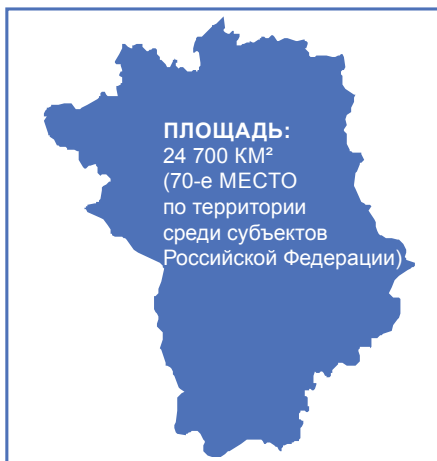 ПЛОЩАДЬ:
24 700 КМ²
(70-е МЕСТО
по территории
среди субъектов
Российской Федерации)